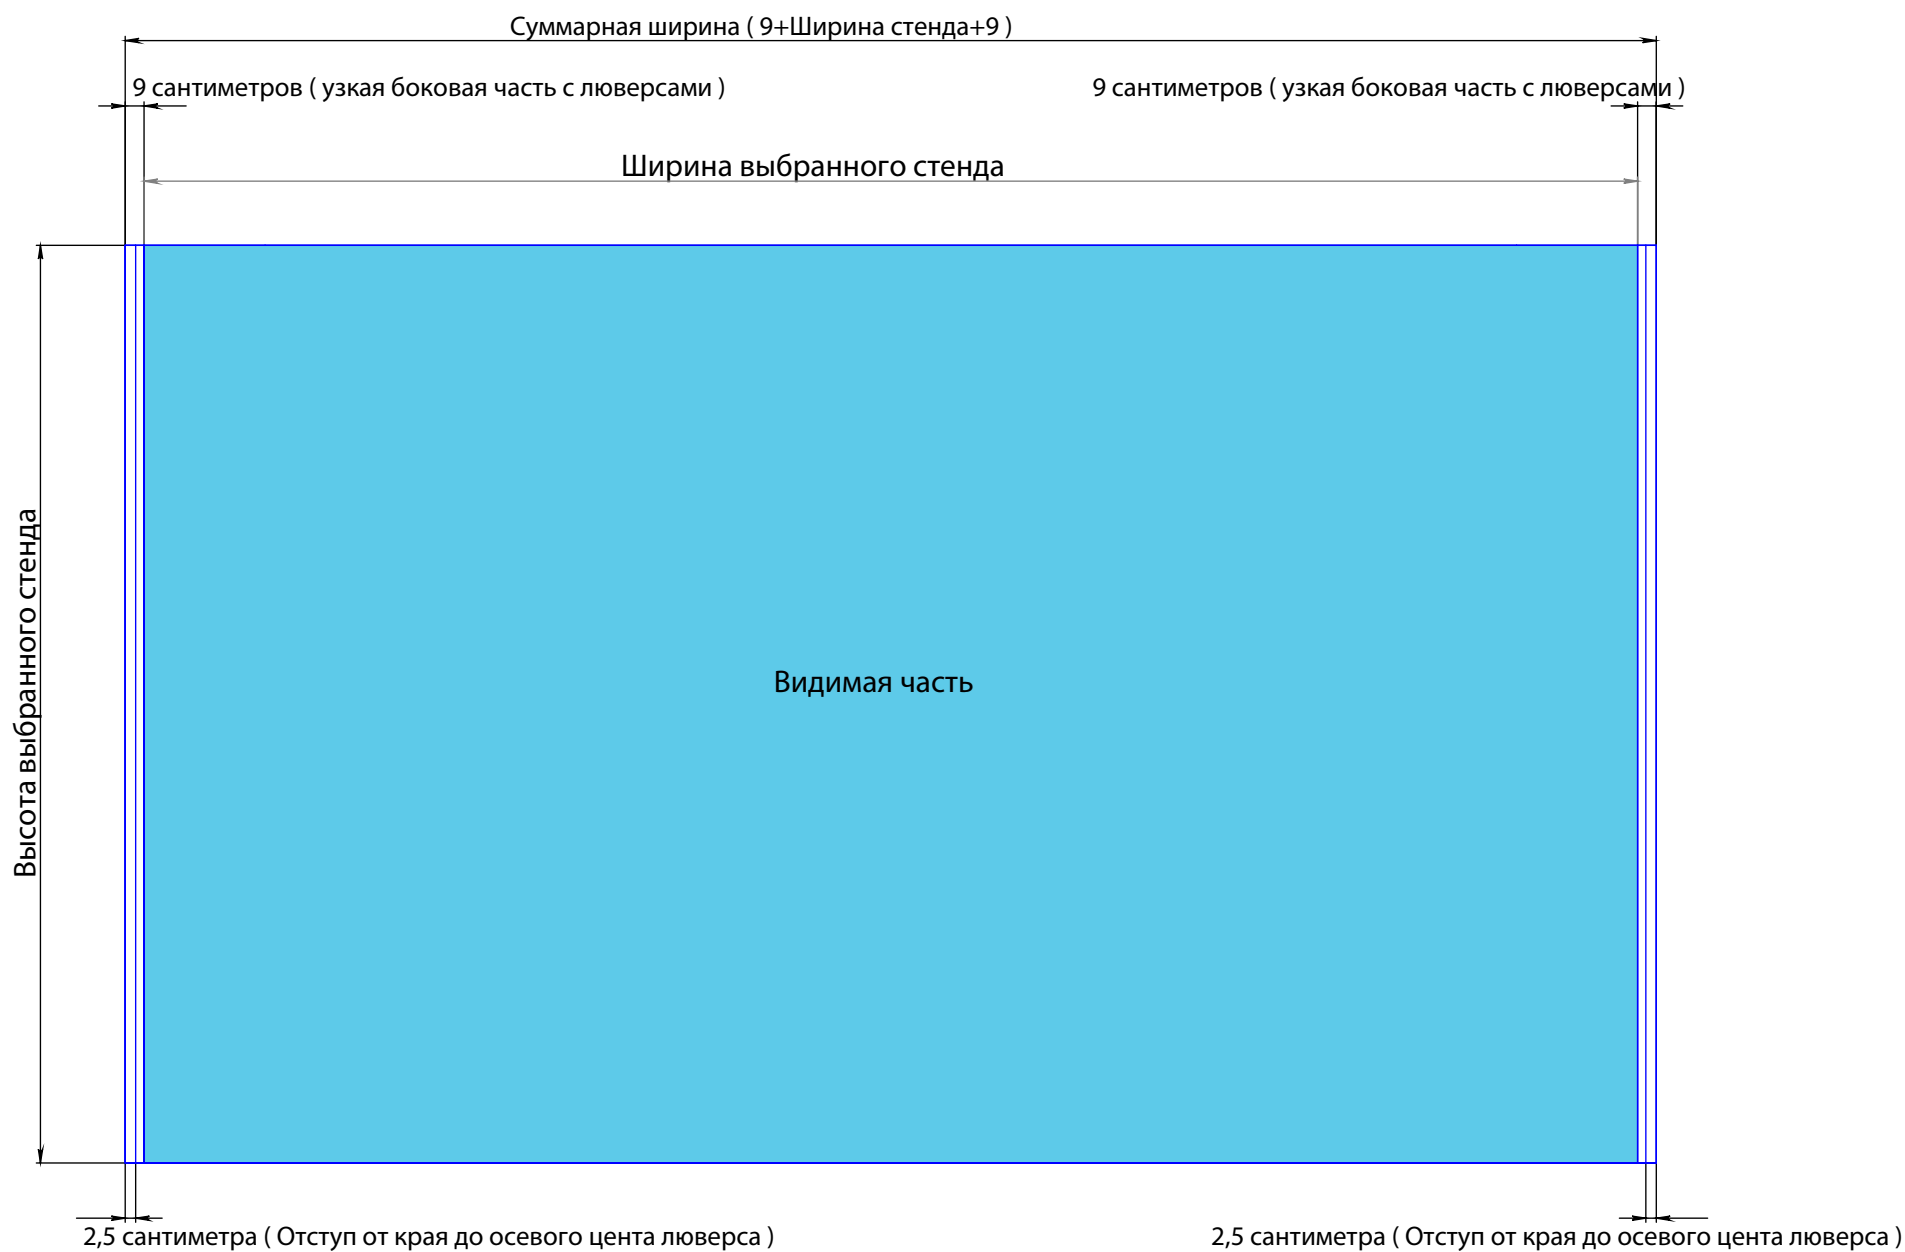 Суммарная ширина ( 9+Ширина стенда+9 )
9 сантиметров ( узкая боковая часть с люверсами )
9 сантиметров ( узкая боковая часть с люверсами )
Ширина выбранного стенда
Высота выбранного стенда
Видимая часть
2,5 сантиметра ( Отступ от края до осевого цента люверса )
2,5 сантиметра ( Отступ от края до осевого цента люверса )